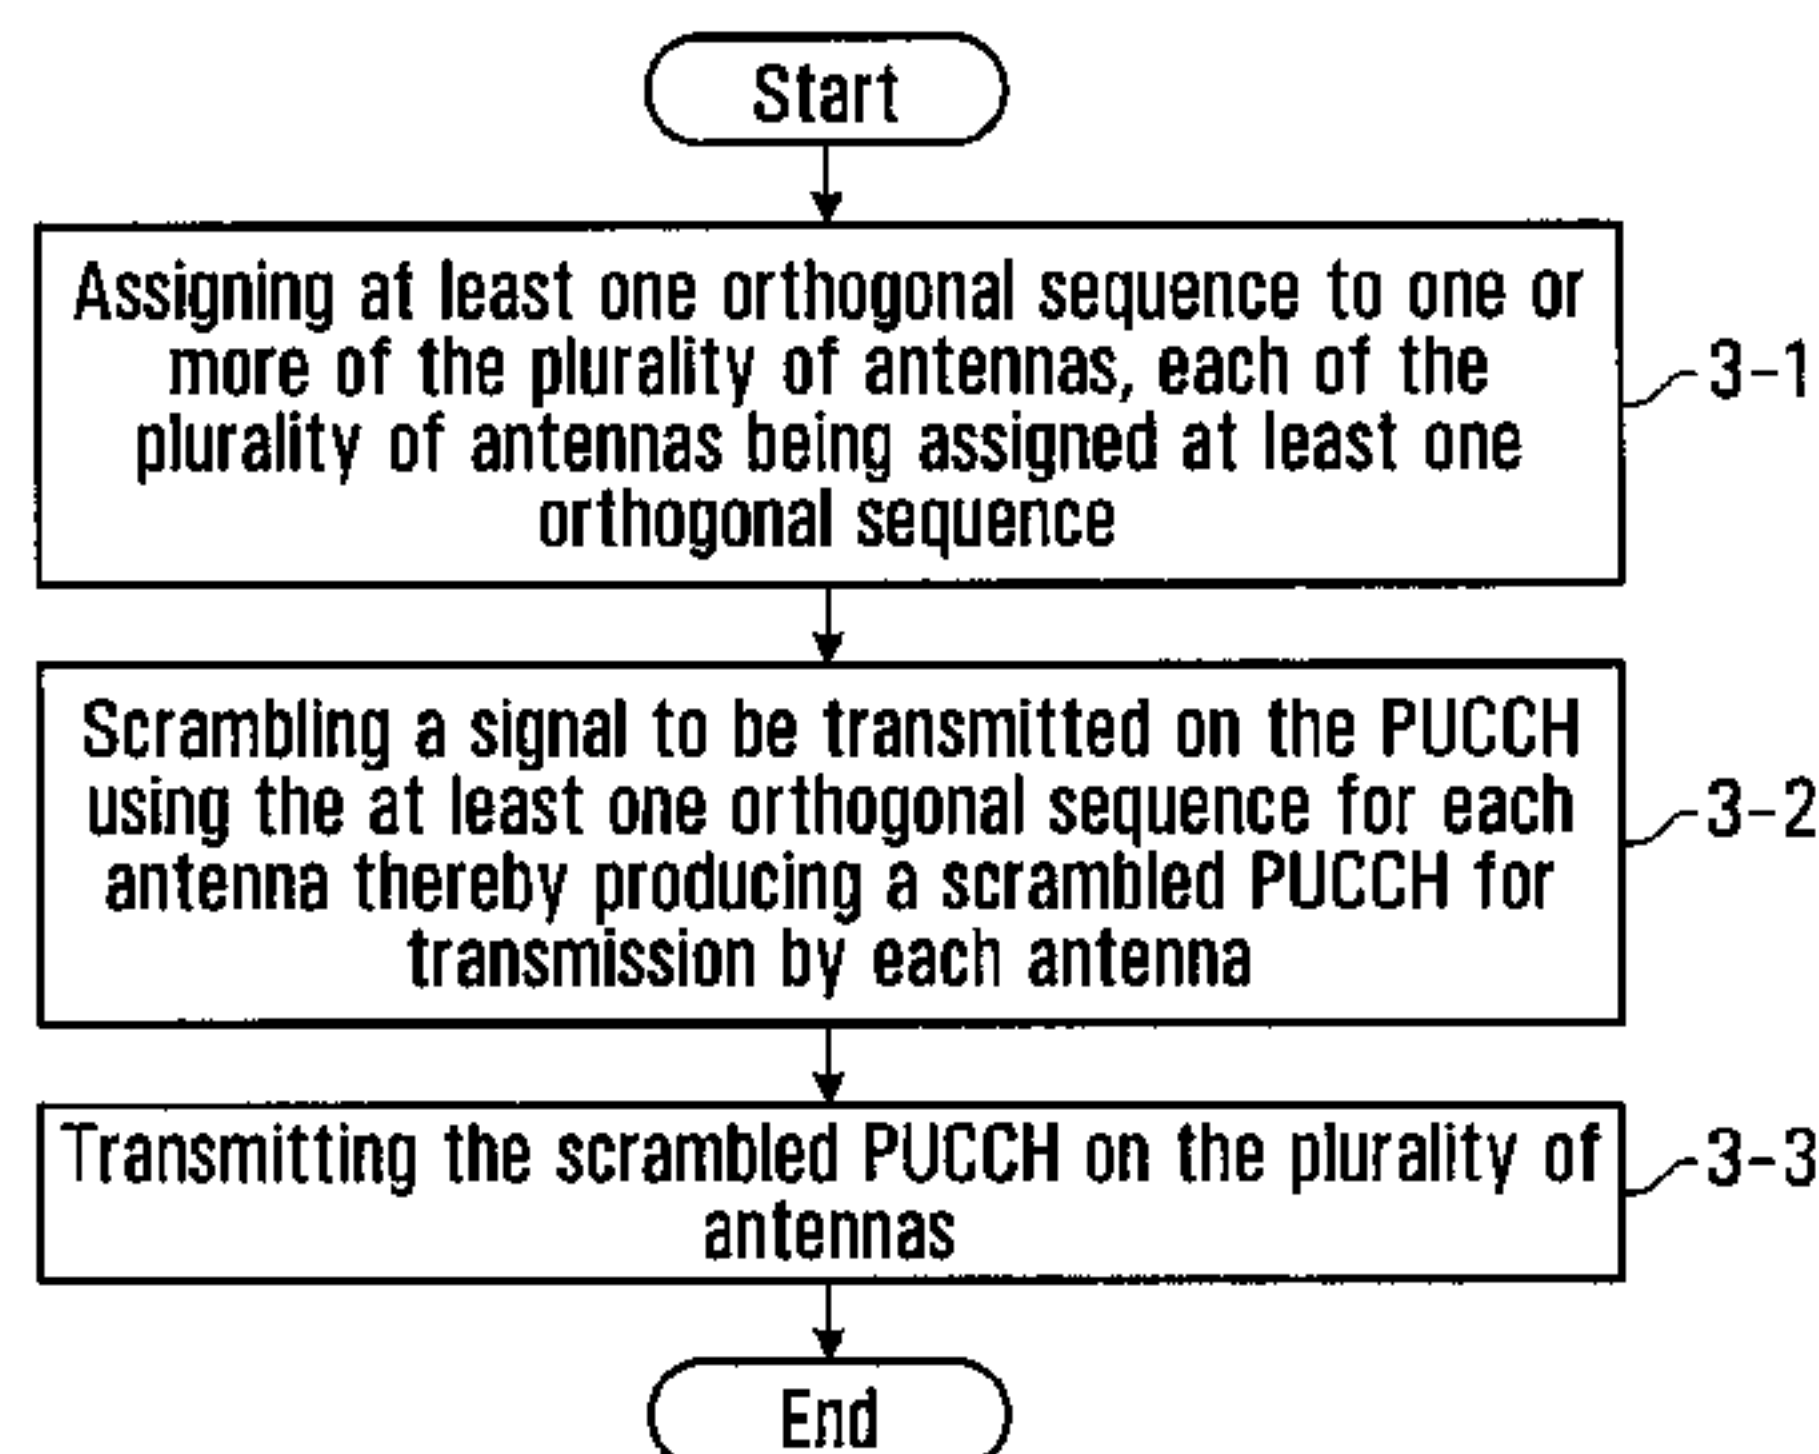 Start
Assigning at least one orthogonal sequence to one or
more of the plurality of antennas, each of the
plurality of antennas being assigned at least one
orthogonal sequence
3-1
Scrambling a signal to be transmitted on the PUCCH
using the at least one orthogonal sequence for each
antenna thereby producing a scrambled PUCCH for
transmission by each antenna
3-2
Transmitting the scrambled PUCCH on the plurality of
antennas
3-3
End